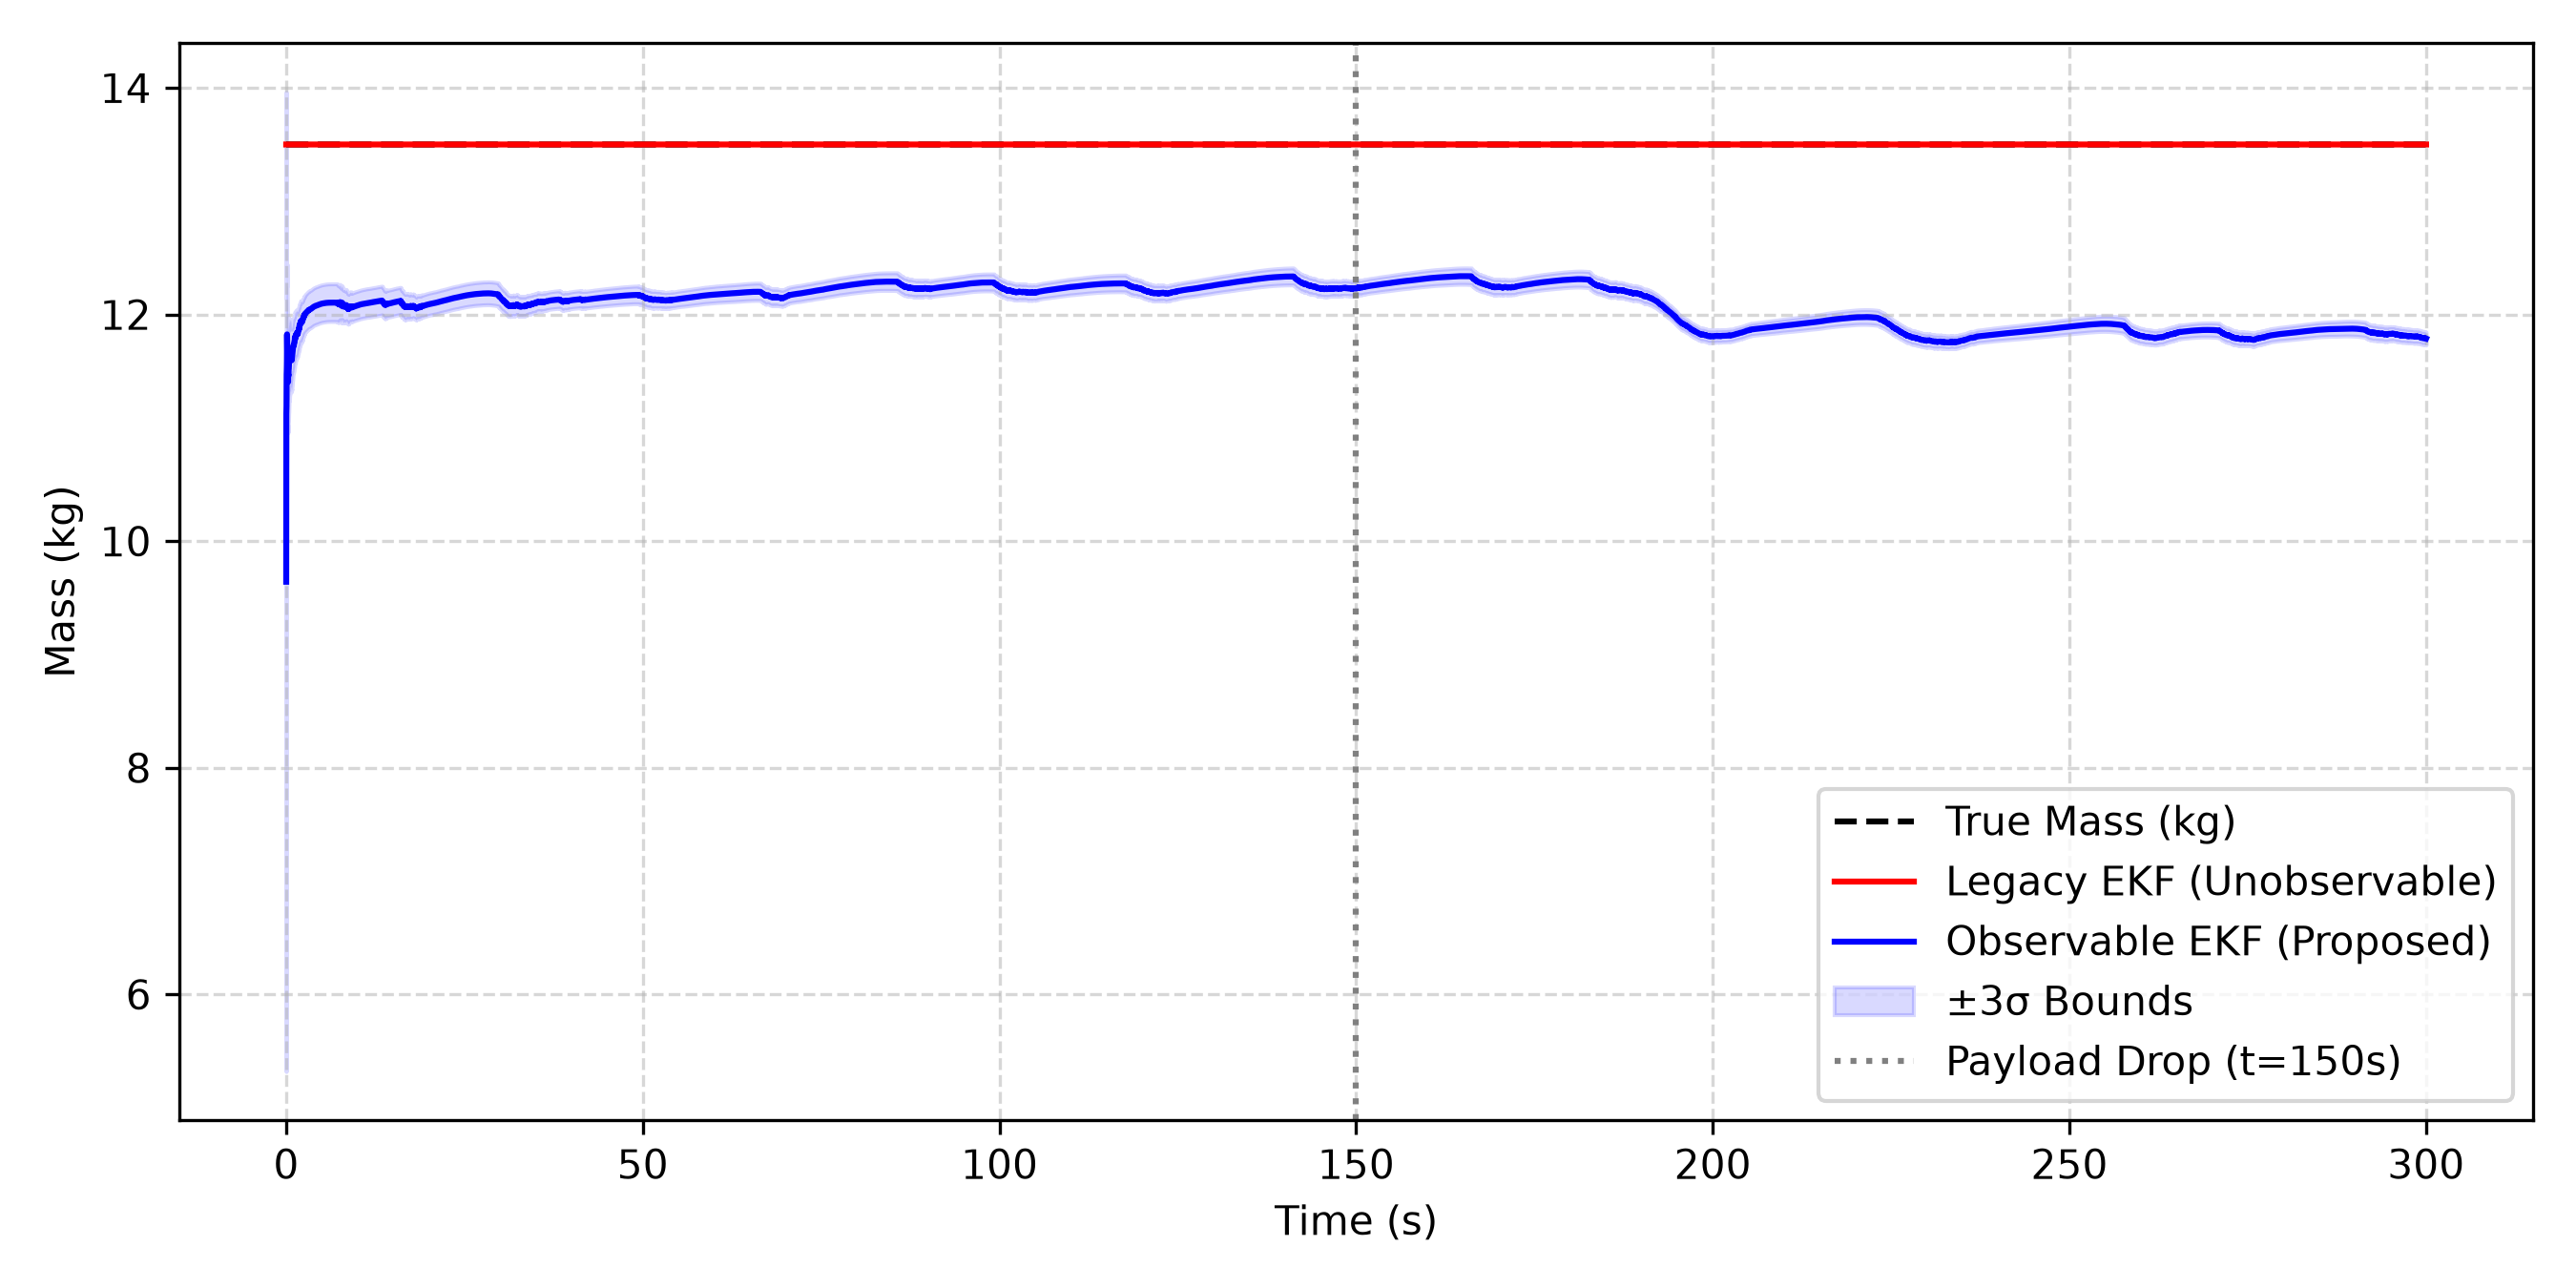 14
12
10
8
6
Mass (kg)
0
50
100
150
200
250
300
Time (s)
True Mass (kg)
Legacy EKF (Unobservable)
Observable EKF (Proposed)
±3σ Bounds
Payload Drop (t=150s)